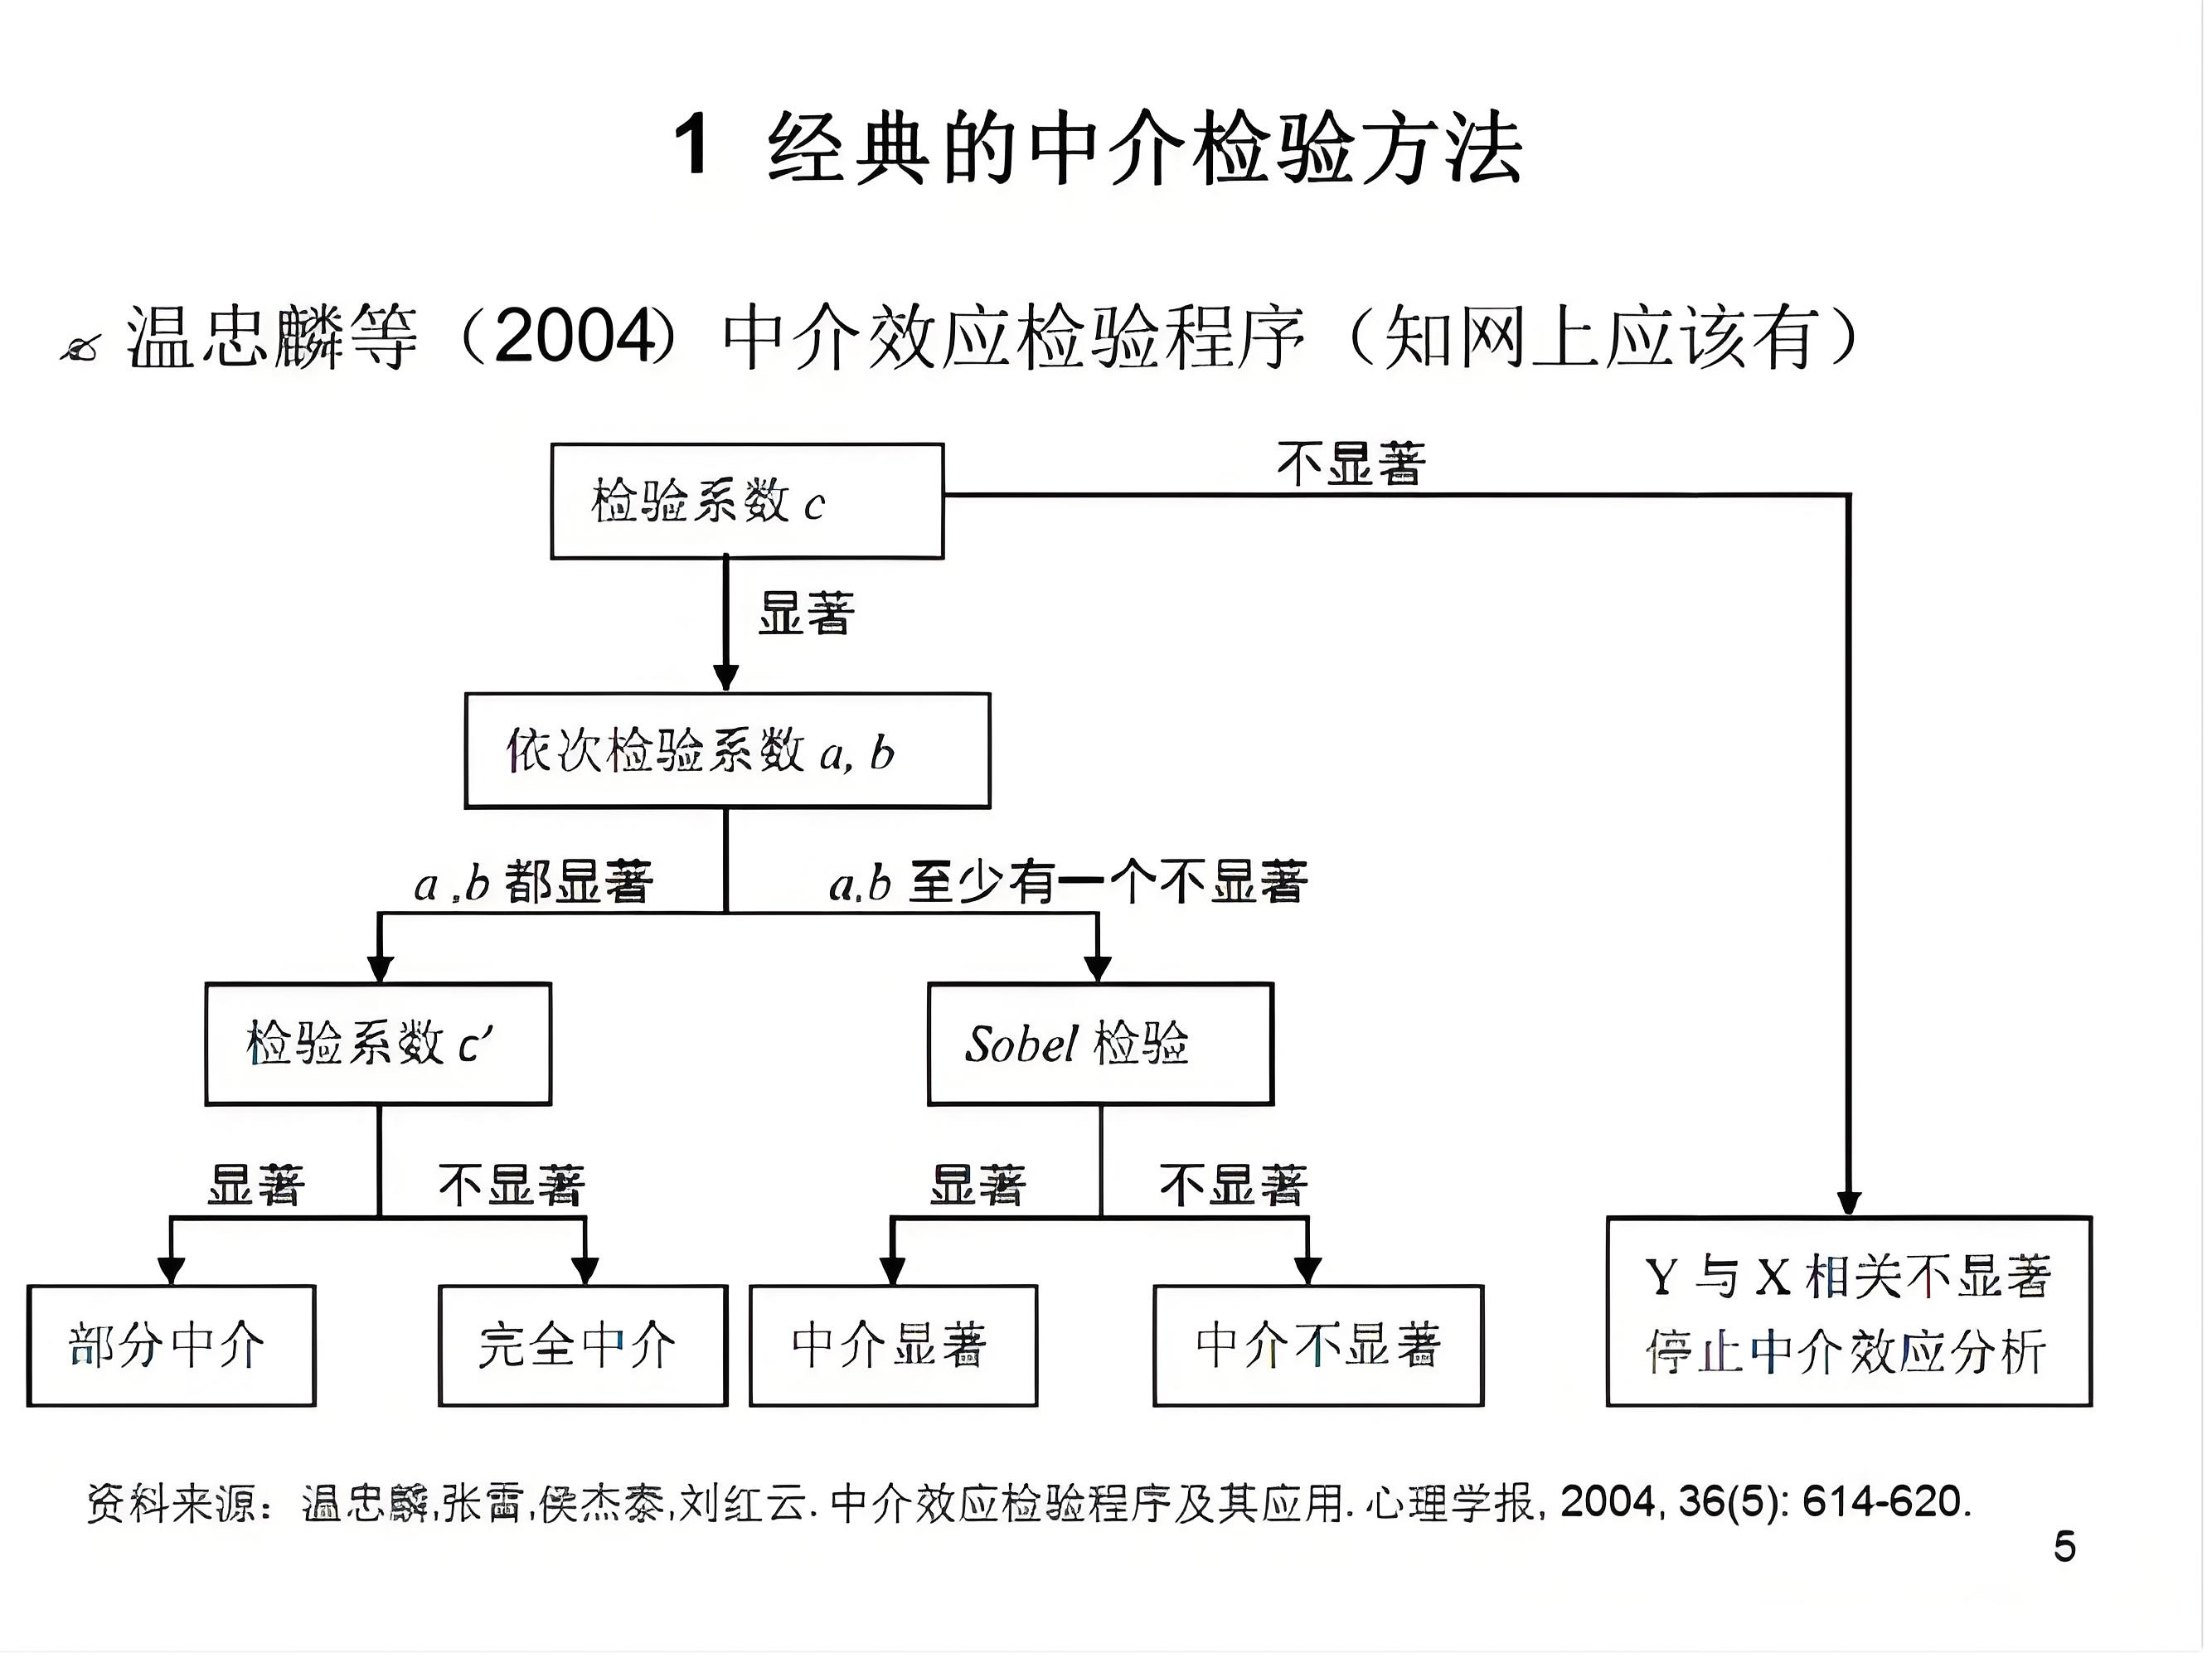 1 经典的中介检验方法
温忠麟等（2004）中介效应检验程序（知网上应该有）
检验系数 c
不显著
显著
依次检验系数 a, b
a ,b 都显著
a,b 至少有一个不显著
检验系数 c′
Sobel 检验
显著
不显著
显著
不显著
部分中介
完全中介
中介显著
中介不显著
Y 与 X 相关不显著
停止中介效应分析
资料来源：温忠麟,张雷,侯杰泰,刘红云. 中介效应检验程序及其应用. 心理学报, 2004, 36(5): 614-620.
5